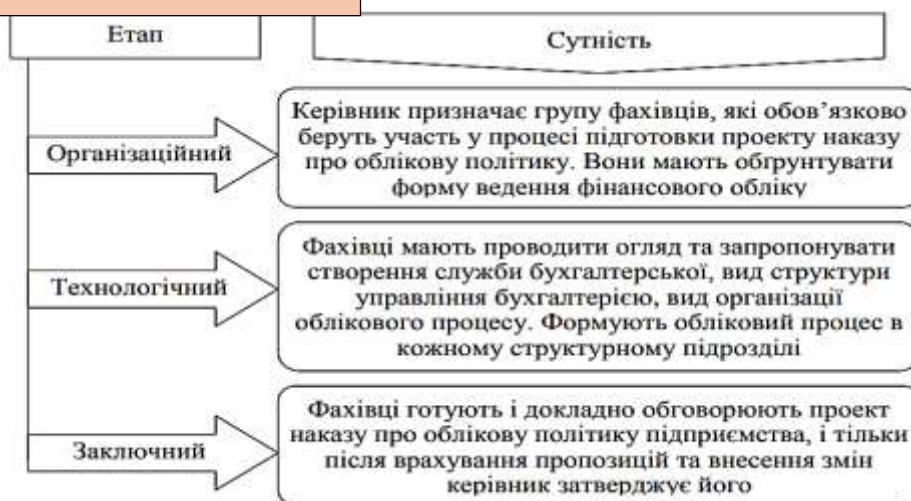 Етап
Сутність
Організаційний
Керівник призначає групу фахівців, які обов’язково
беруть участь у процесі підготовки проекту наказу
про облікову політику. Вони мають обґрунтувати
форму ведення фінансового обліку
Технологічний
Фахівці мають проводити огляд та запропонувати
створення служби бухгалтерської, вид структури
управління бухгалтерією, вид організації
облікового процесу. Формують обліковий процес в
кожному структурному підрозділі
Заключний
Фахівці готують і докладно обговорюють проект
наказу про облікову політику підприємства, і тільки
після врахування пропозицій та внесення змін
керівник затверджує його